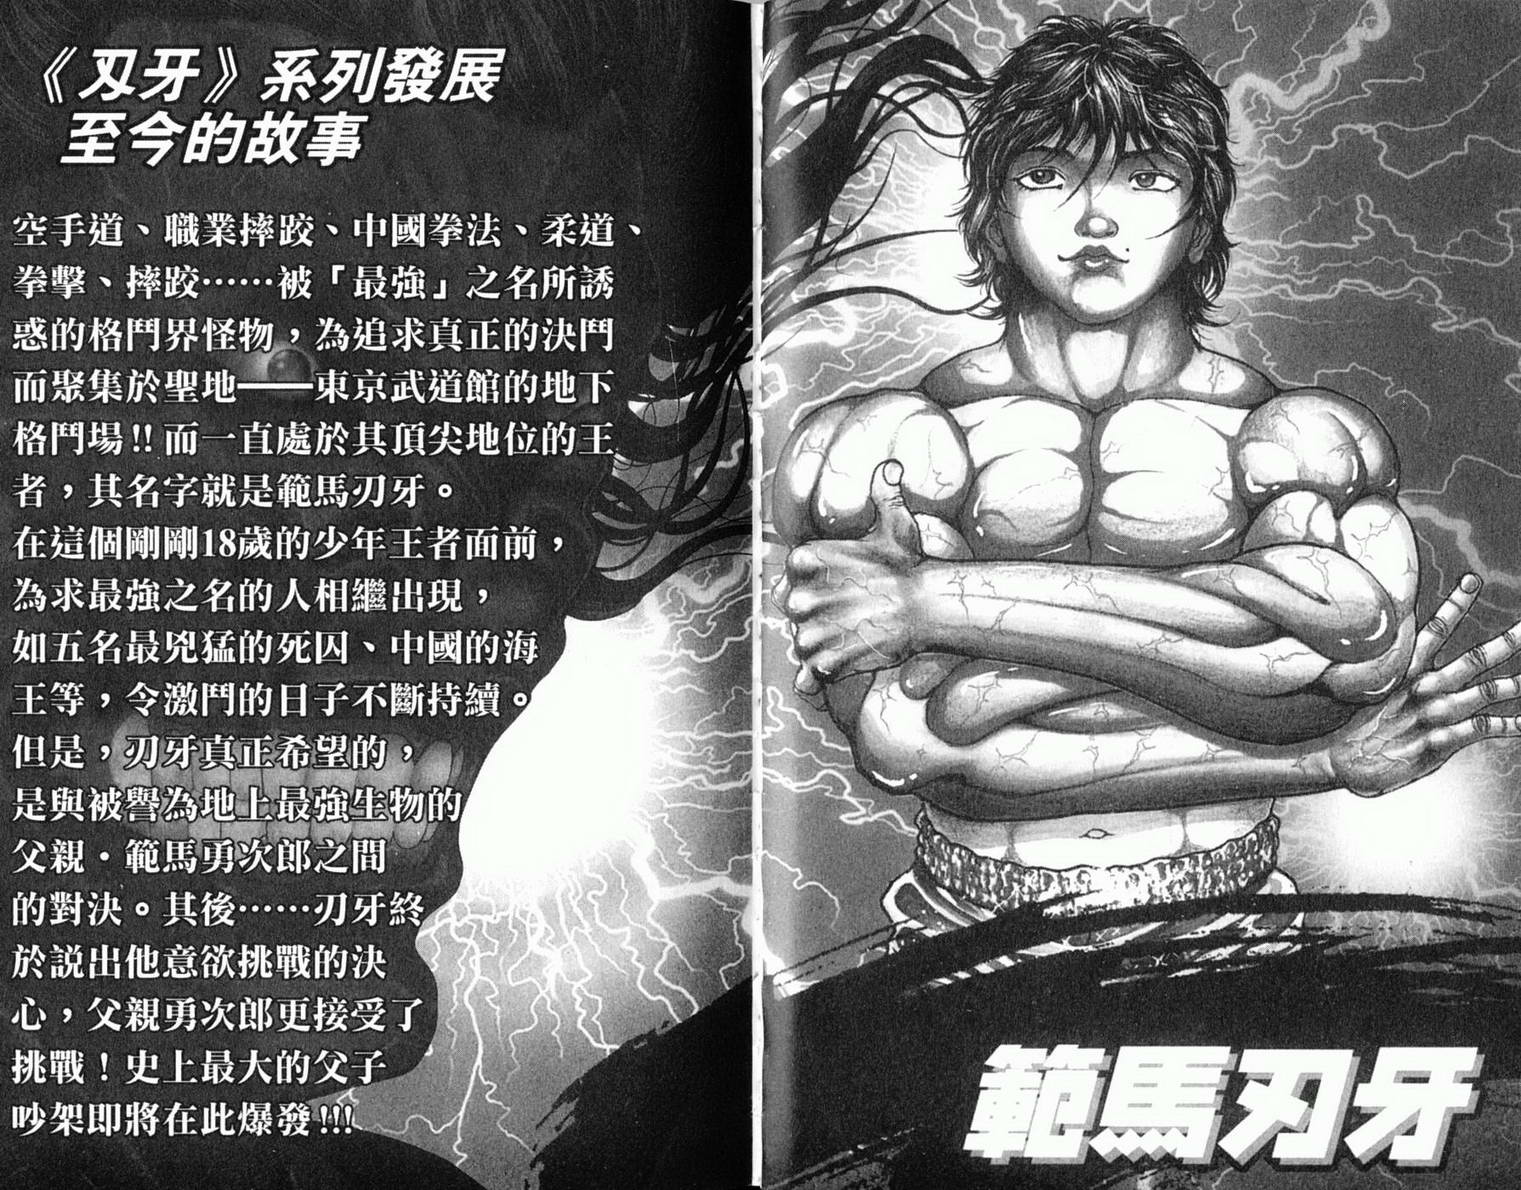 《刃牙》系列發展
至今的故事
空手道、職業摔跤、中國拳法、柔道、
拳擊、摔跤……被「最強」之名所誘
惑的格鬥界怪物，為追求真正的決鬥
而聚集於聖地——東京武道館的地下
格鬥場!!而一直處於其頂尖地位的王
者，其名字就是範馬刃牙。
在這個剛剛18歲的少年王者面前，
為求最強之名的人相繼出現，
如五名最兇猛的死囚、中國的海
王等，令激鬥的日子不斷持續。
但是，刃牙真正希望的，
是與被譽為地上最強生物的
父親・範馬勇次郎之間
的對決。其後……刃牙終
於説出他意欲挑戰的決
心，父親勇次郎更接受了
挑戰！史上最大的父子
吵架即將在此爆發!!!
範馬刃牙